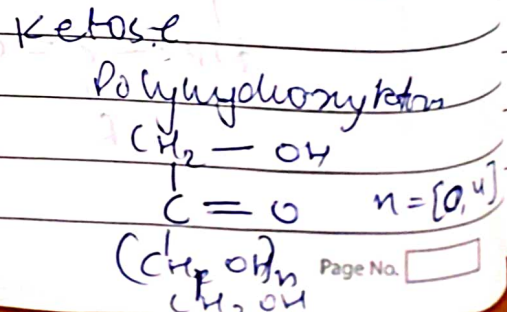 Ketose
Polyhydroxyketon
CH₂ — OH
|
C = O n = [0,4]
|
(CH₂ OH)n Page No.
CH₂ OH